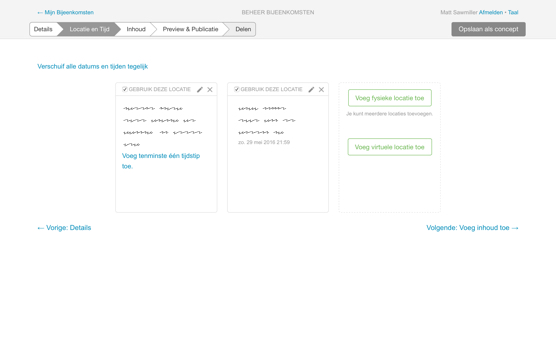 ← Mijn Bijeenkomsten
BEHEER BIJEENKOMSTEN
Matt Sawmiller Afmelden - Taal
Details
Locatie en Tijd
Inhoud
Preview & Publicatie
Delen
Opslaan als concept
Verschuif alle datums en tijden tegelijk
GEBRUIK DEZE LOCATIE
Voeg tenminste één tijdstip
toe.
GEBRUIK DEZE LOCATIE
zo. 29 mei 2016 21:59
Voeg fysieke locatie toe
Je kunt meerdere locaties toevoegen.
Voeg virtuele locatie toe
← Vorige: Details
Volgende: Voeg inhoud toe →